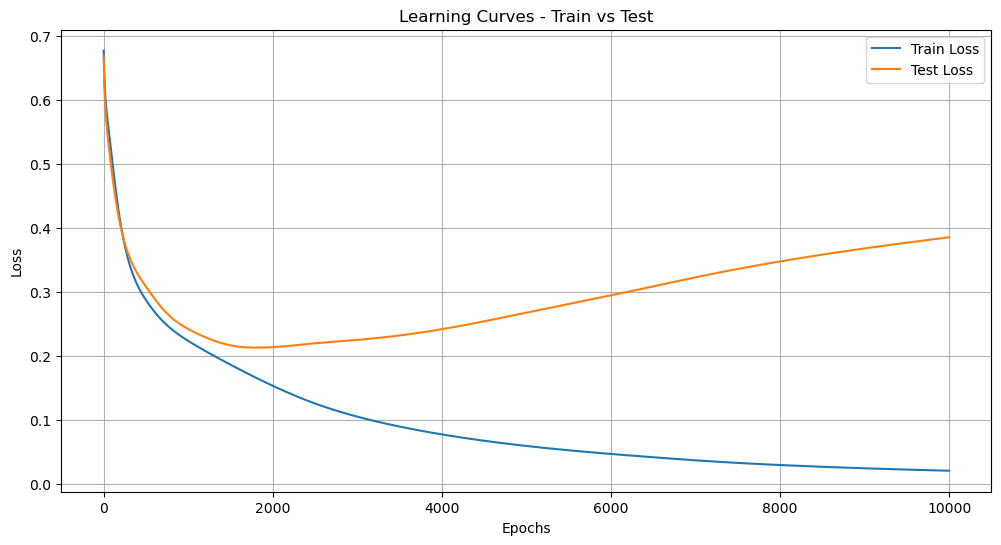 Learning Curves - Train vs Test
Train Loss
Test Loss
Loss
0.7
0.6
0.5
0.4
0.3
0.2
0.1
0.0
0 2000 4000 6000 8000 10000
Epochs